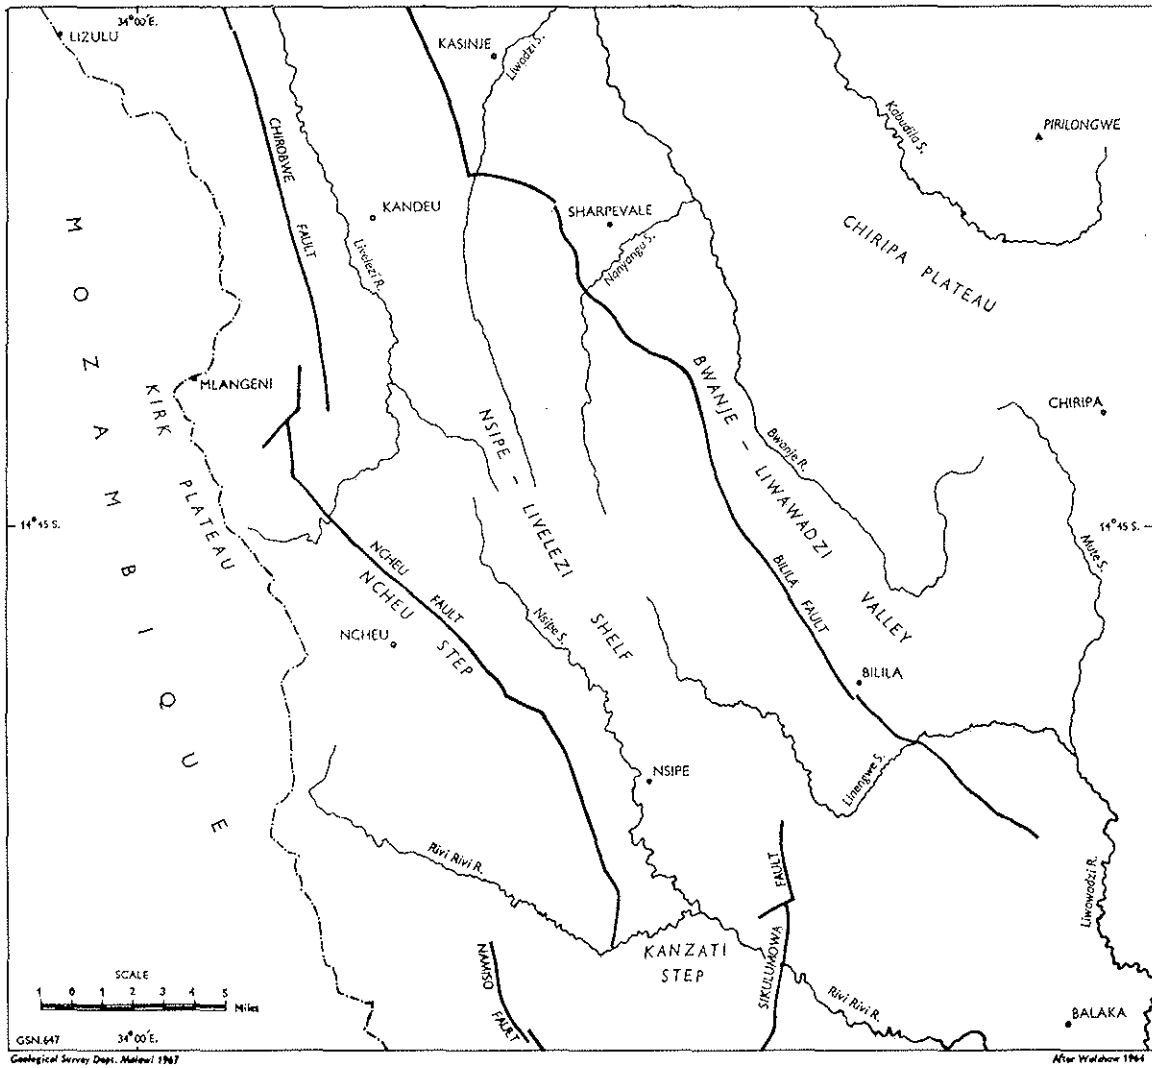 34°00'E.
LIZULU
KASINJE
Liwadzi S.
Kabudila S.
PIRILONGWE
CHIROBWE
FAULT
KANDEU
SHARPEVALE
Nanyangu S.
CHIRIPA PLATEAU
Livelezi R.
MOZAMBIQUE
KIRK PLATEAU
MLANGENI
NSIPE - LIVELEZI SHELF
BWANJE - LIWAWADZI VALLEY
CHIRIPA
Bwanje R.
14°45 S.
14°45 S.
Mute S.
NCHEU FAULT
NCHEU STEP
NCHEU
Nsipe S.
BILILA FAULT
BILILA
NSIPE
Linengwe S.
Rivi Rivi R.
Liwawadzi R.
SIKULUMOWA FAULT
KANZATI
STEP
NAMISO FAULT
Rivi Rivi R.
BALAKA
SCALE
1 0 1 2 3 4 5 Miles
GSN.647
34°00'E.
Geological Survey Dept. Malawi 1967
After Walshaw 1964